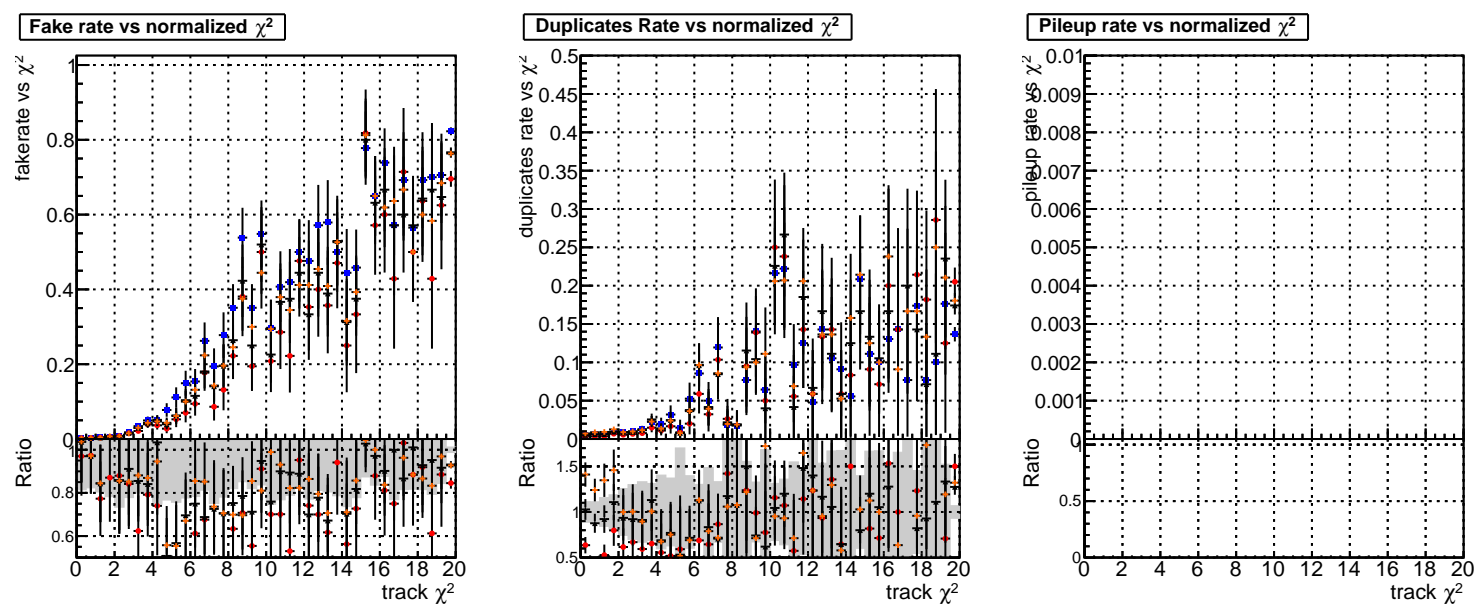 Fake rate vs normalized χ²
fakerate vs χ²
1
0.8
0.6
0.4
0.2
0
Ratio
1
0.8
0.6
0 2 4 6 8 10 12 14 16 18 20
track χ²
Duplicates Rate vs normalized χ²
duplicates rate vs χ²
0.5
0.45
0.4
0.35
0.3
0.25
0.2
0.15
0.1
0.05
0
Ratio
1.5
1
0.5
0 2 4 6 8 10 12 14 16 18 20
track χ²
Pileup rate vs normalized χ²
pileup rate vs χ²
0.01
0.009
0.008
0.007
0.006
0.005
0.004
0.003
0.002
0.001
0
Ratio
1
0.5
0
0 2 4 6 8 10 12 14 16 18 20
track χ²